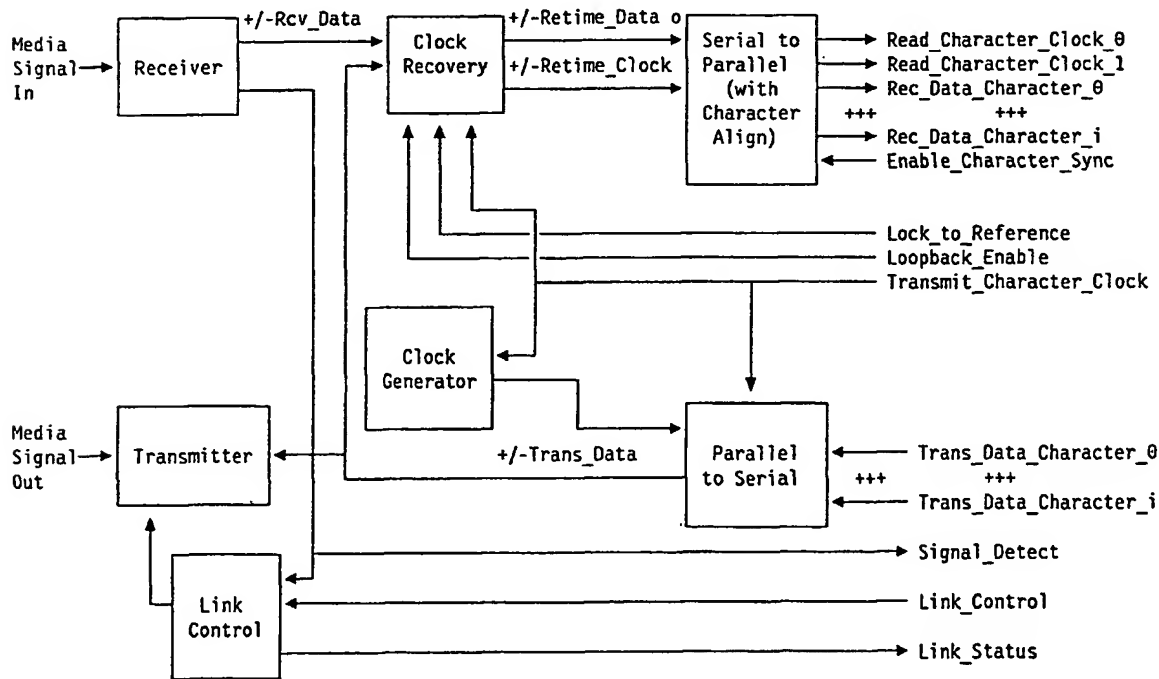 +/-Rcv_Data
+/-Retime_Data o
Media
Signal
In
Receiver
Clock
Recovery
+/-Retime_Clock
Serial to
Parallel
(with
Character
Align)
Read_Character_Clock_0
Read_Character_Clock_1
Rec_Data_Character_0
+++ +++
Rec_Data_Character_i
Enable_Character_Sync
Lock_to_Reference
Loopback_Enable
Transmit_Character_Clock
Clock
Generator
Media
Signal
Out
Transmitter
+/-Trans_Data
Parallel
to Serial
Trans_Data_Character_0
+++ +++
Trans_Data_Character_i
Signal_Detect
Link
Control
Link_Control
Link_Status